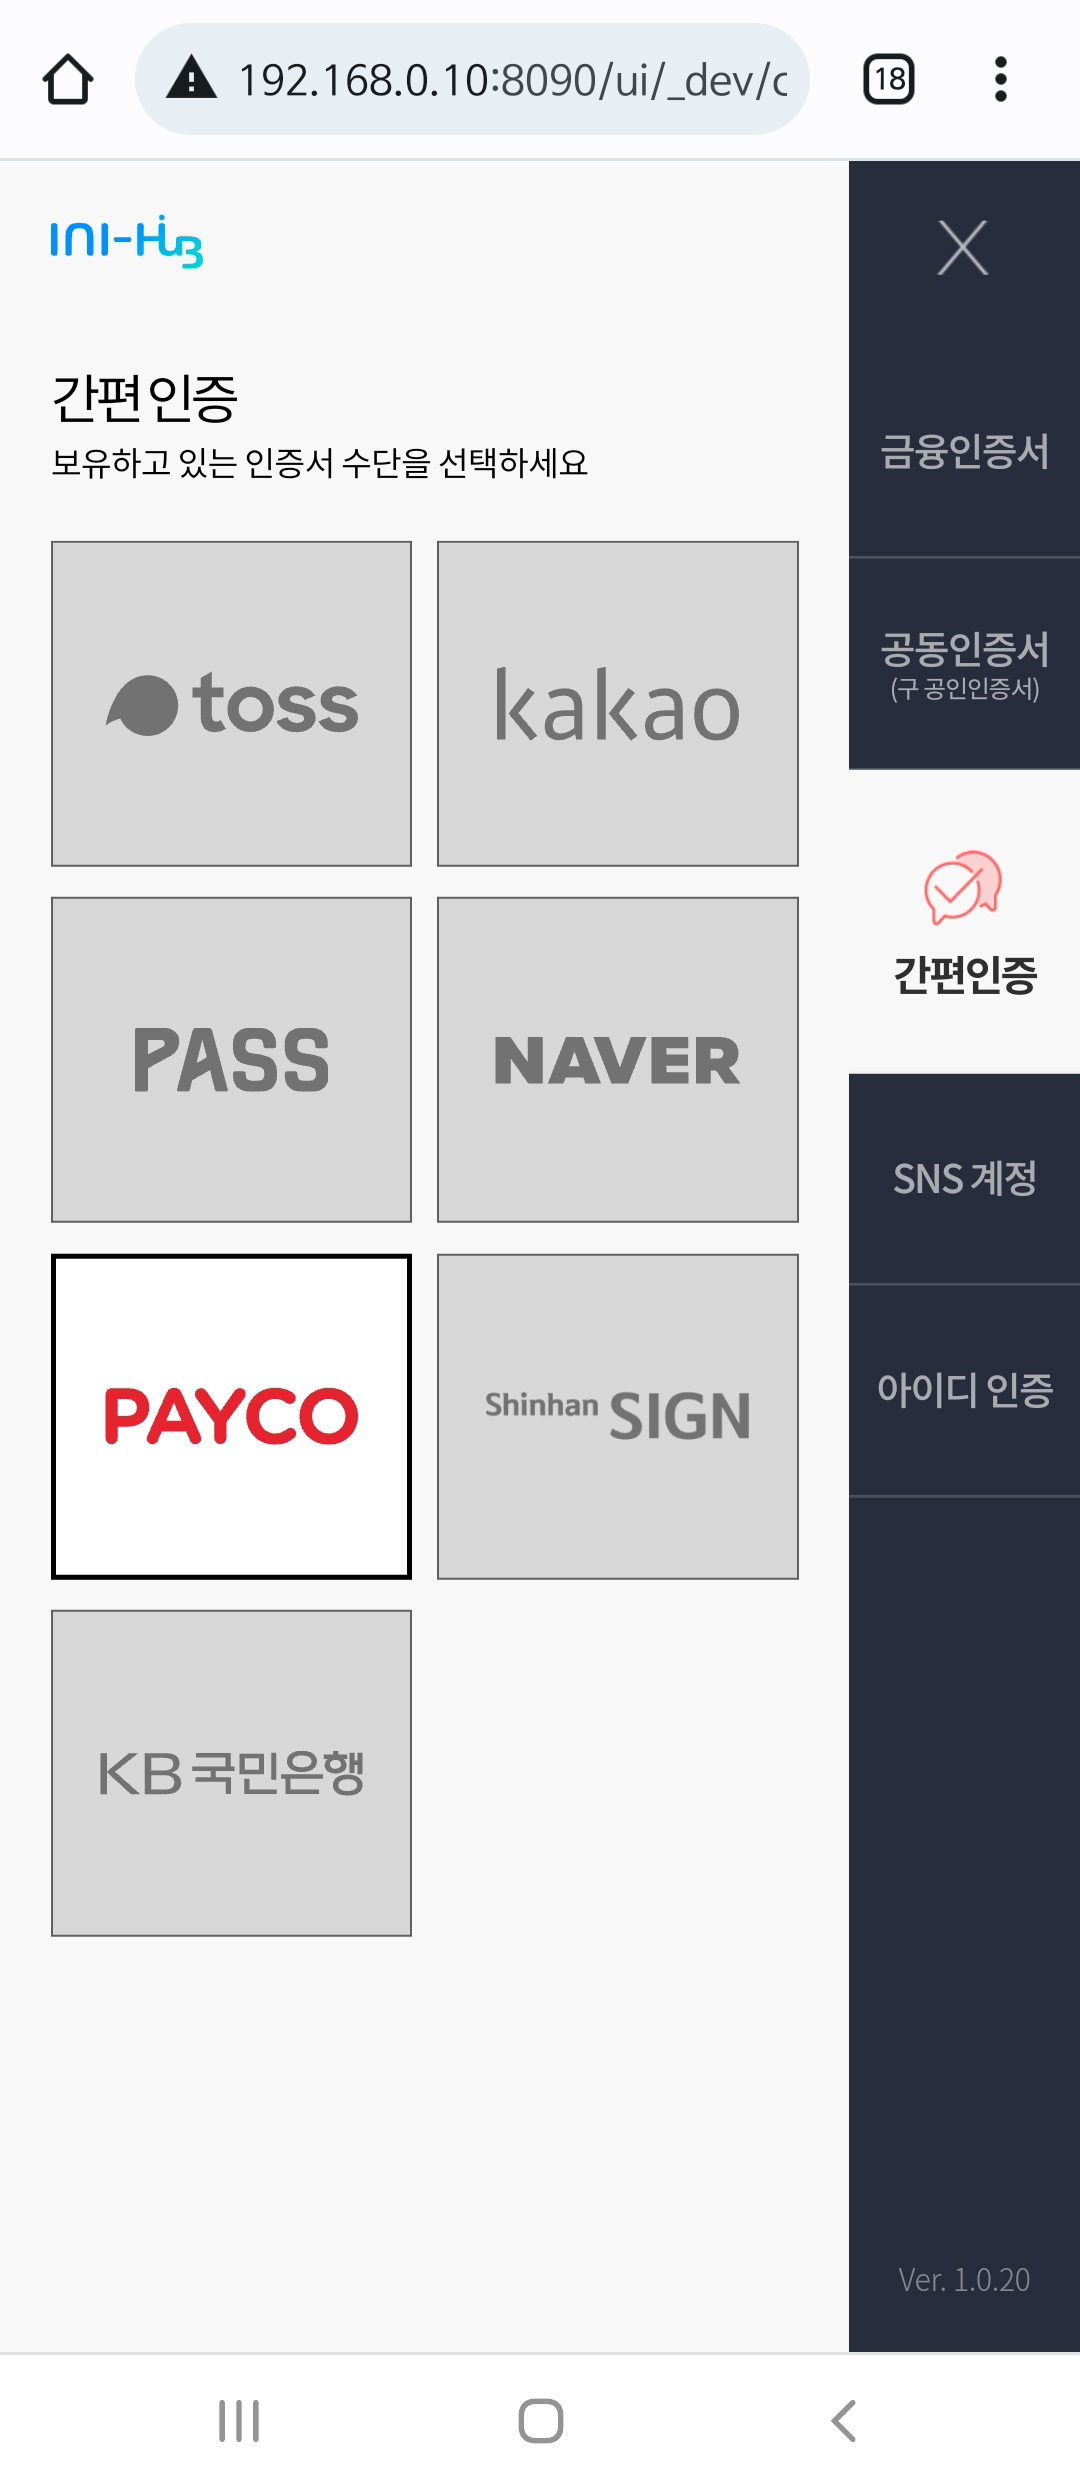 192.168.0.10:8090/ui/_dev/c
18
INI-HUB
간편인증
보유하고 있는 인증서 수단을 선택하세요
toss
kakao
PASS
NAVER
PAYCO
Shinhan SIGN
KB 국민은행
금융인증서
공동인증서
(구 공인인증서)
간편인증
SNS 계정
아이디 인증
Ver. 1.0.20